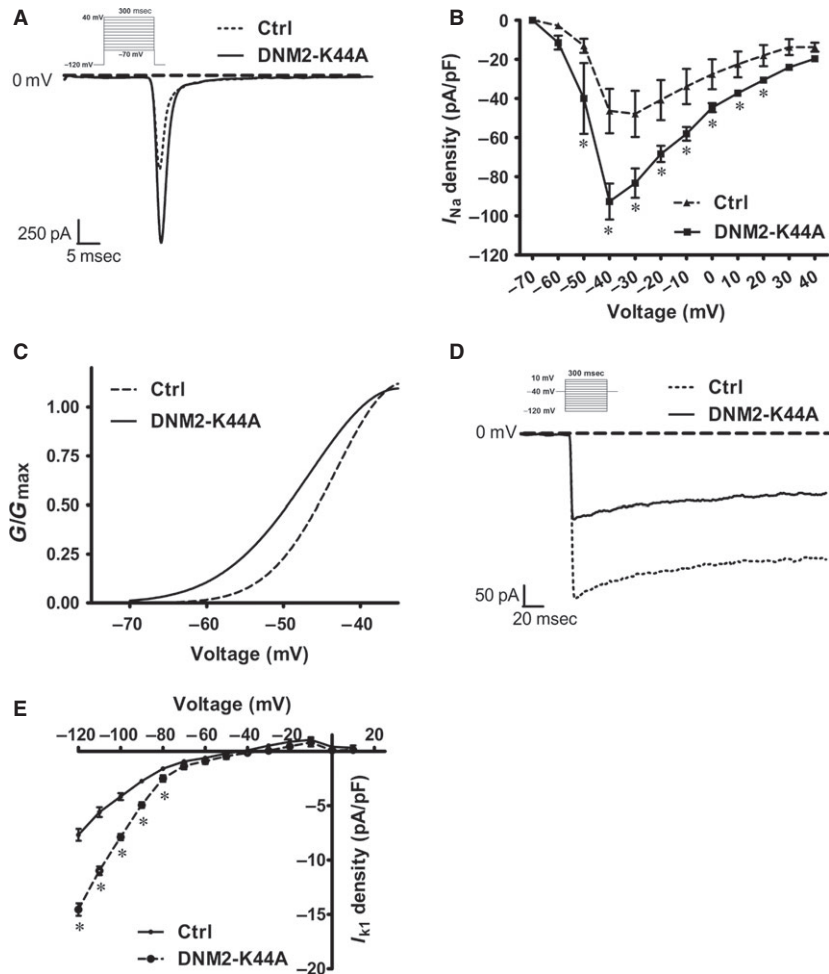 A
300 msec
40 mV
−70 mV
−120 mV
Ctrl
DNM2-K44A
0 mV
250 pA
5 msec
B
0
−20
−40
−60
−80
−100
−120
I_Na density (pA/pF)
* * * * * * * *
Ctrl
DNM2-K44A
−70 −60 −50 −40 −30 −20 −10 0 10 20 30 40
Voltage (mV)
C
Ctrl
DNM2-K44A
1.00
0.75
0.50
0.25
0.00
G/G_max
−70 −60 −50 −40
Voltage (mV)
D
300 msec
10 mV
−40 mV
−120 mV
Ctrl
DNM2-K44A
0 mV
50 pA
20 msec
E
Voltage (mV)
−120 −100 −80 −60 −40 −20 20
−5
−10
−15
−20
I_k1 density (pA/pF)
* * * * *
Ctrl
DNM2-K44A